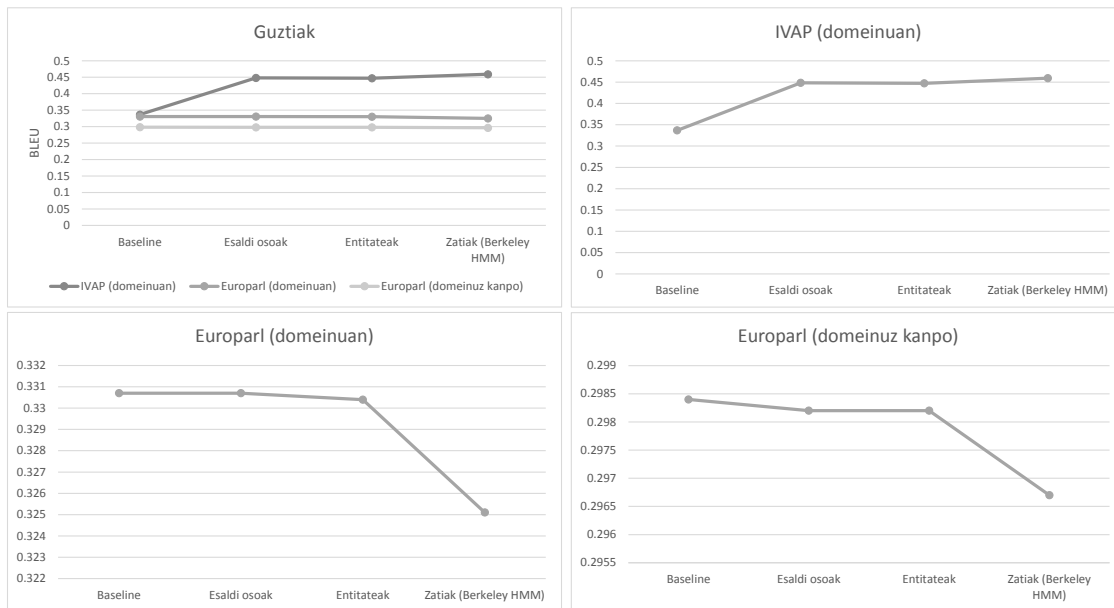 Guztiak
0.5
0.45
0.4
0.35
0.3
0.25
0.2
0.15
0.1
0.05
0
BLEU
Baseline
Esaldi osoak
Entitateak
Zatiak (Berkeley
HMM)
IVAP (domeinuan)
Europarl (domeinuan)
Europarl (domeinuz kanpo)
IVAP (domeinuan)
0.5
0.45
0.4
0.35
0.3
0.25
0.2
0.15
0.1
0.05
0
Baseline
Esaldi osoak
Entitateak
Zatiak (Berkeley HMM)
Europarl (domeinuan)
0.332
0.331
0.33
0.329
0.328
0.327
0.326
0.325
0.324
0.323
0.322
Baseline
Esaldi osoak
Entitateak
Zatiak (Berkeley HMM)
Europarl (domeinuz kanpo)
0.299
0.2985
0.298
0.2975
0.297
0.2965
0.296
0.2955
Baseline
Esaldi osoak
Entitateak
Zatiak (Berkeley
HMM)